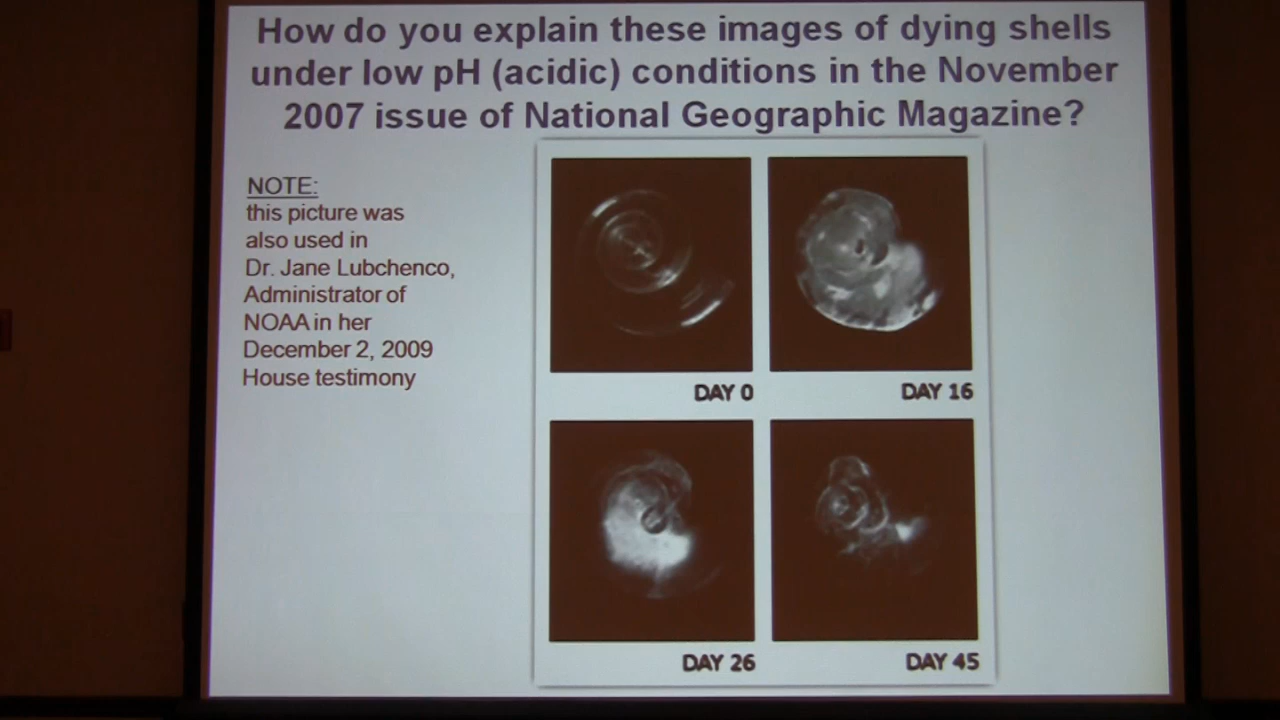 How do you explain these images of dying shells
under low pH (acidic) conditions in the November
2007 issue of National Geographic Magazine?
NOTE:
this picture was
also used in
Dr. Jane Lubchenco,
Administrator of
NOAA in her
December 2, 2009
House testimony
DAY 0
DAY 16
DAY 26
DAY 45